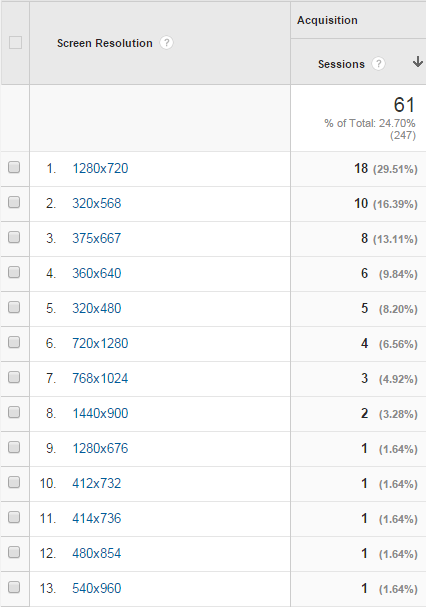 Acquisition
Screen Resolution ? Sessions ?
61
% of Total: 24.70%
(247)
1. 1280x720 18 (29.51%)
2. 320x568 10 (16.39%)
3. 375x667 8 (13.11%)
4. 360x640 6 (9.84%)
5. 320x480 5 (8.20%)
6. 720x1280 4 (6.56%)
7. 768x1024 3 (4.92%)
8. 1440x900 2 (3.28%)
9. 1280x676 1 (1.64%)
10. 412x732 1 (1.64%)
11. 414x736 1 (1.64%)
12. 480x854 1 (1.64%)
13. 540x960 1 (1.64%)